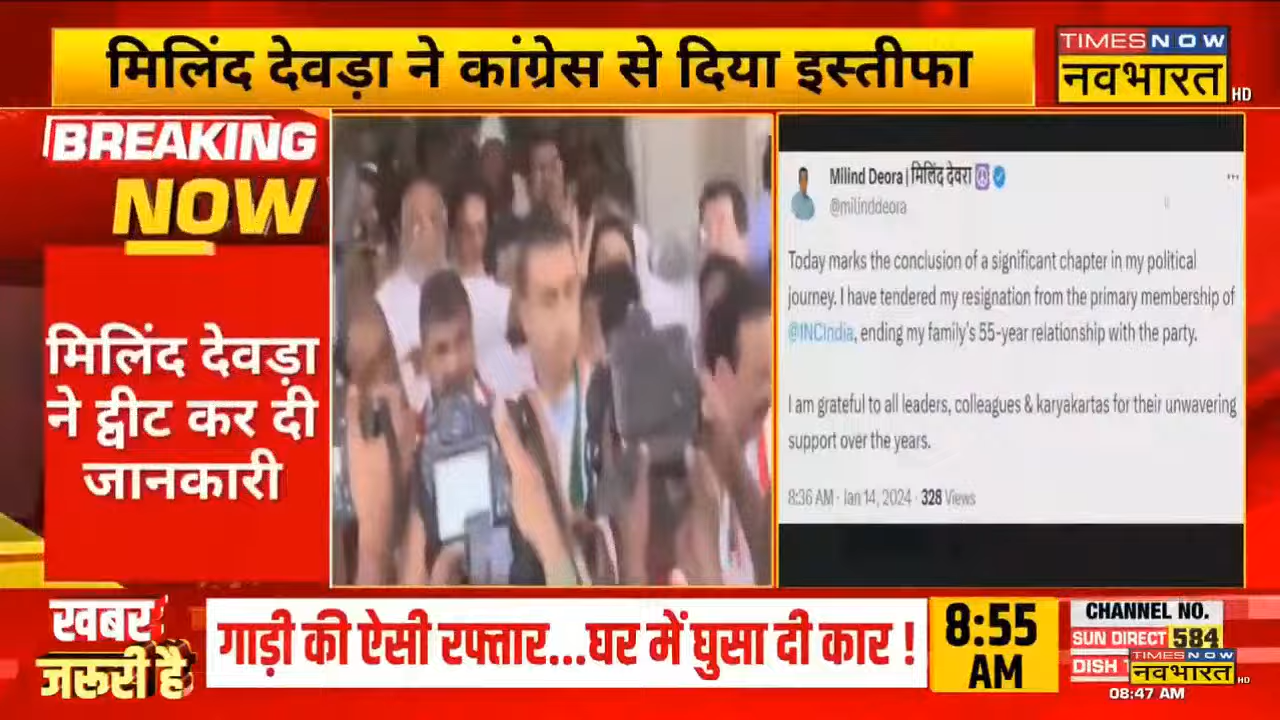 मिलिंद देवड़ा ने कांग्रेस से दिया इस्तीफा
TIMES NOW
नवभारत HD
BREAKING
NOW
मिलिंद देवड़ा
ने ट्वीट कर दी
जानकारी
Milind Deora | मिलिंद देवरा
@milinddeora
Today marks the conclusion of a significant chapter in my political
journey. I have tendered my resignation from the primary membership of
@INCIndia, ending my family's 55-year relationship with the party.
I am grateful to all leaders, colleagues & karyakartas for their unwavering
support over the years.
8:36 AM · Jan 14, 2024 · 328 Views
खबर
जरूरी है
गाड़ी की ऐसी रफ्तार...घर में घुसा दी कार !
8:55
AM
CHANNEL NO.
SUN DIRECT 584
DISH
TIMES NOW
नवभारत HD
08:47 AM